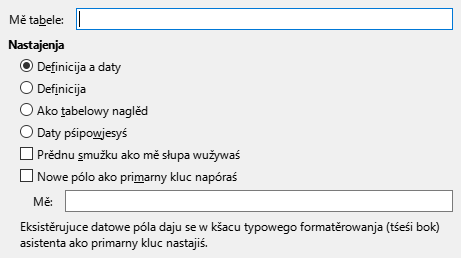 Mě tabele:
Nastajenja
Definicija a daty
Definicija
Ako tabelowy naglěd
Daty pśipowjesyś
Prědnu smužku ako mě słupa wužywaś
Nowe pólo ako primarny kluc napóraś
Mě:
Eksistěrujuce datowe póla daju se w kšacu typowego formatěrowanja (tśeśi bok)
asistenta ako primarny kluc nastajiś.